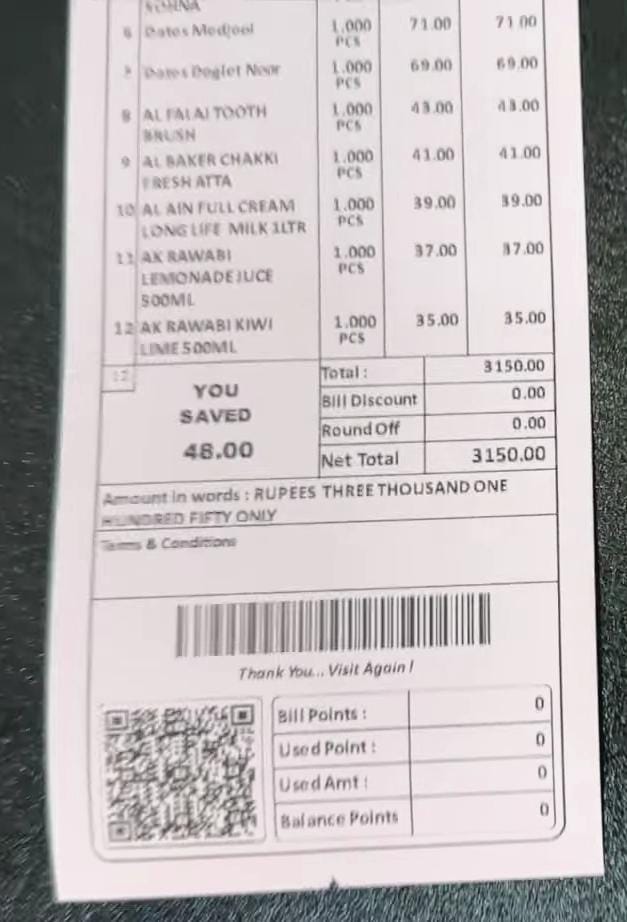 SORNA
6 Dates Medjool 1.000 71.00 71.00
PCS
7 Dates Deglet Noor 1.000 69.00 69.00
PCS
8 AL FALAJ TOOTH 1.000 43.00 43.00
BRUSH PCS
9 AL BAKER CHAKKI 1.000 41.00 41.00
FRESH ATTA PCS
10 AL AIN FULL CREAM 1.000 39.00 39.00
LONG LIFE MILK 1LTR PCS
11 AK RAWABI 1.000 37.00 37.00
LEMONADE JUCE PCS
500ML
12 AK RAWABI KIWI 1.000 35.00 35.00
LIME 500ML PCS
12
YOU
SAVED
48.00
Total : 3150.00
Bill Discount 0.00
Round Off 0.00
Net Total 3150.00
Amount in words : RUPEES THREE THOUSAND ONE
HUNDRED FIFTY ONLY
Terms & Conditions
Thank You... Visit Again !
Bill Points : 0
Used Point : 0
Used Amt : 0
Balance Points 0